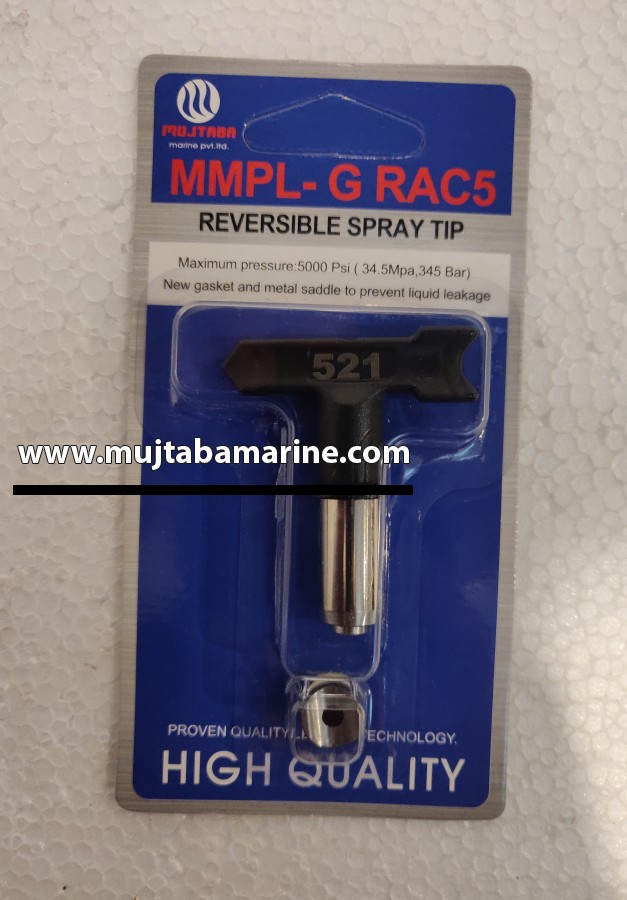 MUJTABA
marine pvt.ltd.
MMPL- G RAC5
REVERSIBLE SPRAY TIP
Maximum pressure:5000 Psi ( 34.5Mpa,345 Bar)
New gasket and metal saddle to prevent liquid leakage
521
www.mujtabamarine.com
PROVEN QUALITY. TECHNOLOGY.
HIGH QUALITY